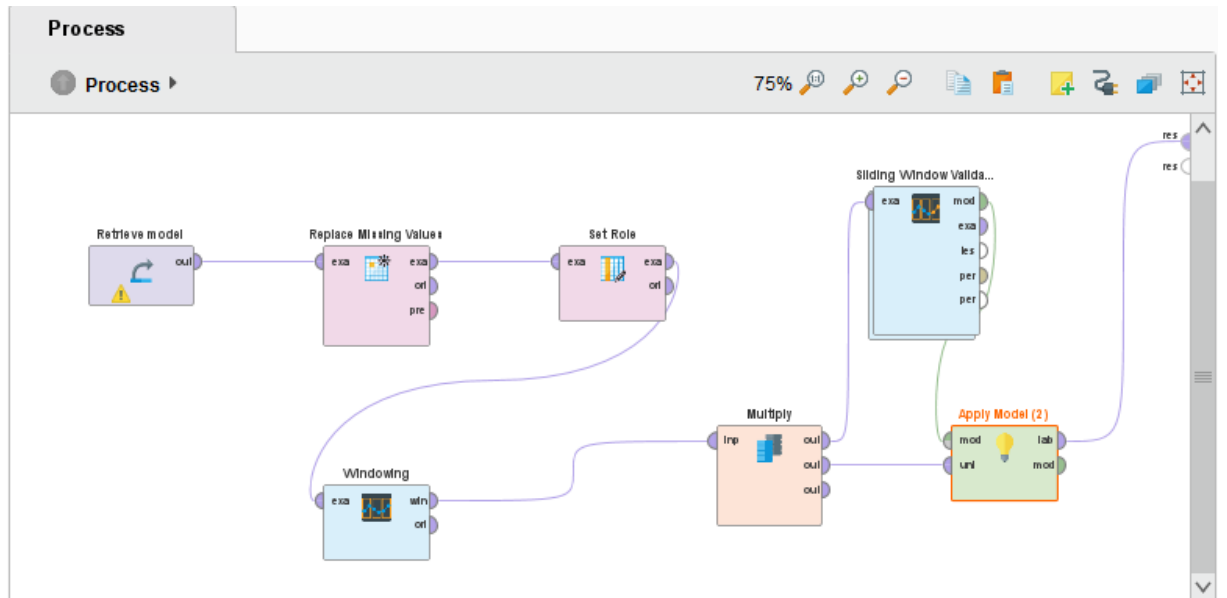 Process
Process
75%
res
res
Sliding Window Valida...
exa
mod
exa
les
per
per
Retrieve model
out
Replace Missing Values
exa
exa
ori
pre
Set Role
exa
exa
ori
Multiply
inp
out
out
out
Apply Model (2)
mod
lab
unl
mod
Windowing
exa
win
ori